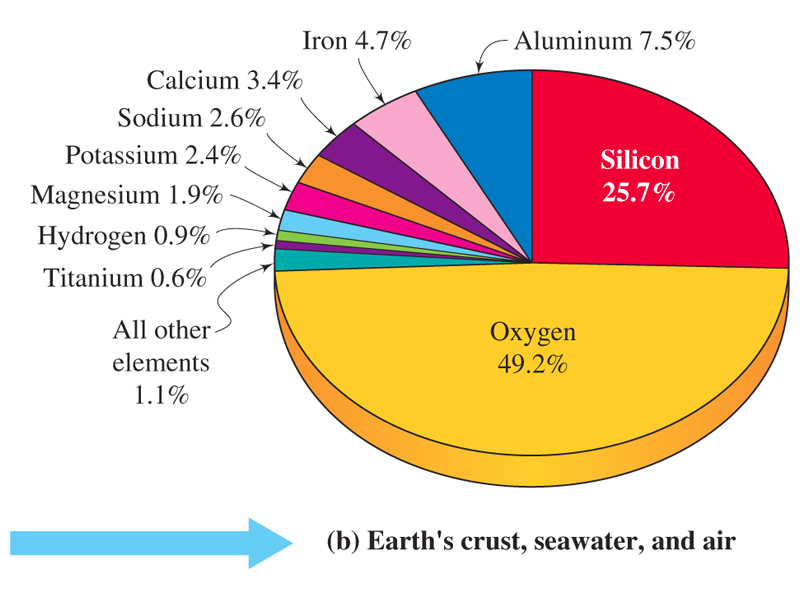 Iron 4.7%
Aluminum 7.5%
Calcium 3.4%
Sodium 2.6%
Potassium 2.4%
Magnesium 1.9%
Hydrogen 0.9%
Titanium 0.6%
All other
elements
1.1%
Silicon
25.7%
Oxygen
49.2%
(b) Earth's crust, seawater, and air